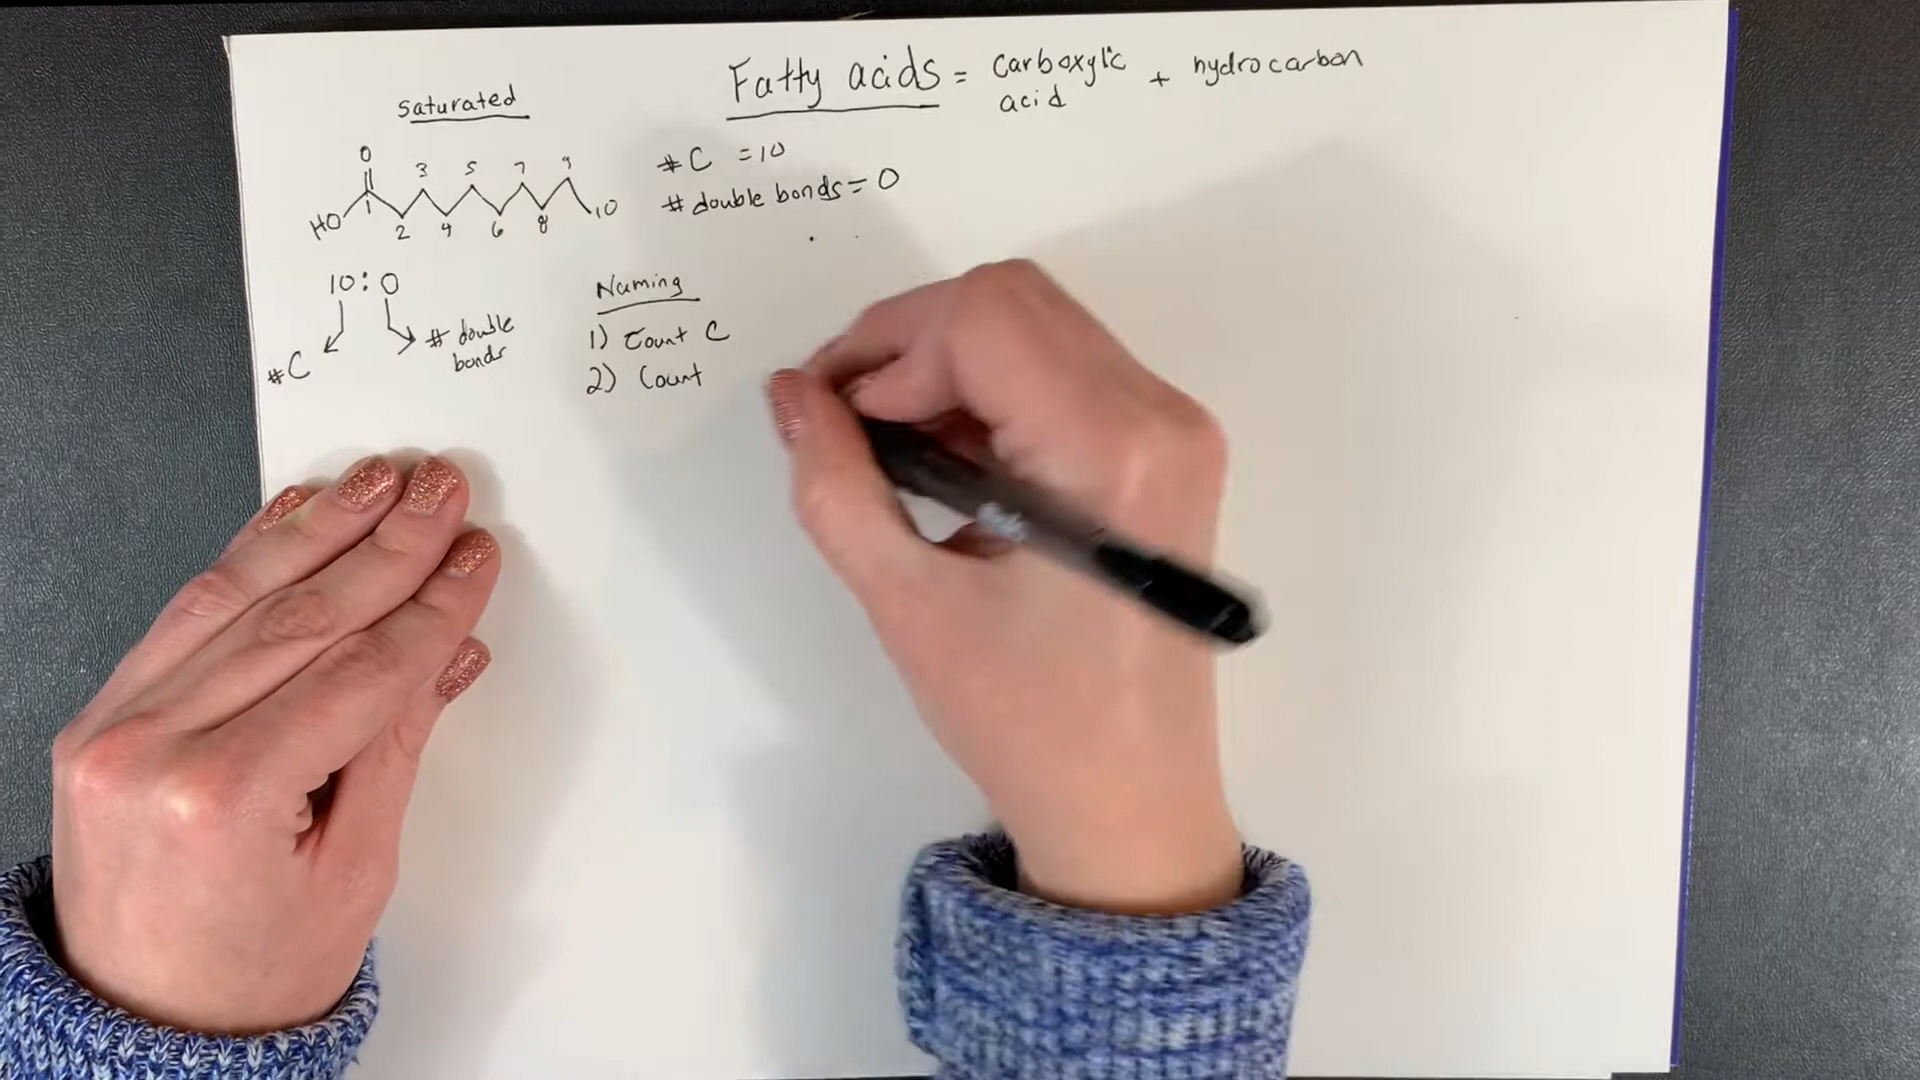 Fatty acids = carboxylic acid + hydrocarbon
saturated
O
HO
1 2 3 4 5 6 7 8 9 10
#C = 10
# double bonds = 0
10:0
#C
# double
bonds
Naming
1) Count C
2) Count